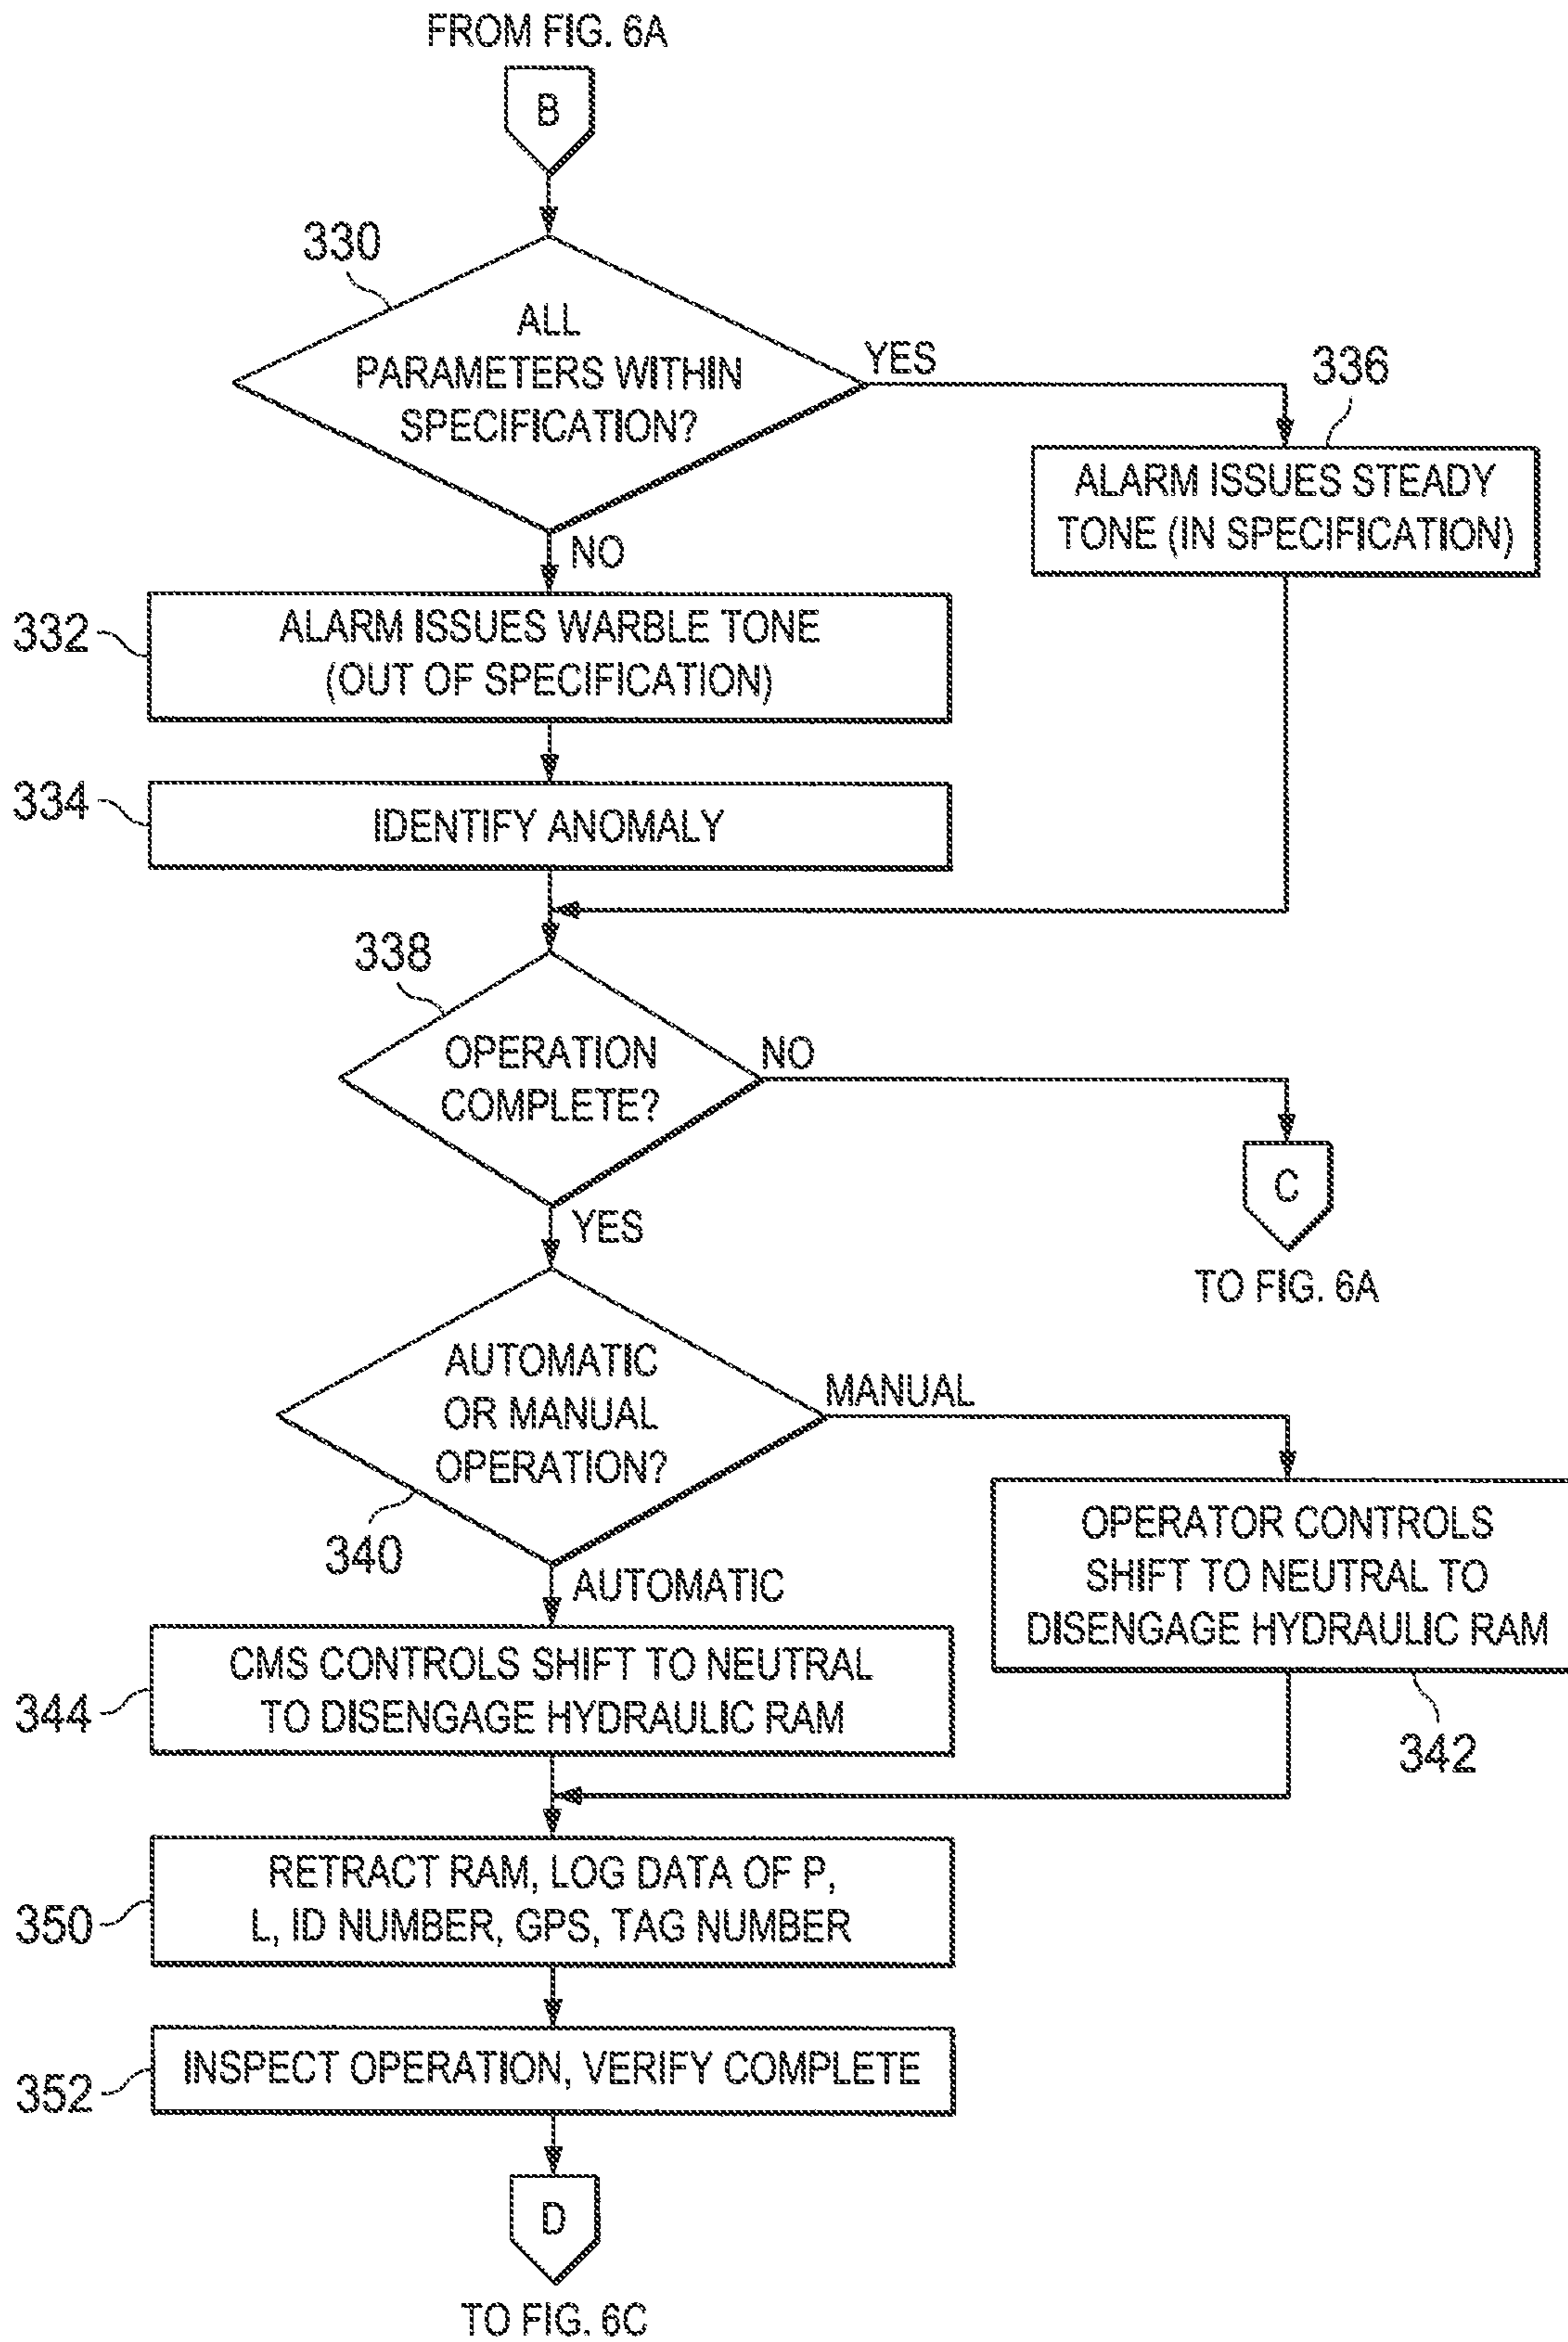 FROM FIG. 6A
B
330
ALL
PARAMETERS WITHIN
SPECIFICATION?
YES
336
ALARM ISSUES STEADY
TONE (IN SPECIFICATION)
NO
332
ALARM ISSUES WARBLE TONE
(OUT OF SPECIFICATION)
334
IDENTIFY ANOMALY
338
OPERATION
COMPLETE?
NO
C
TO FIG. 6A
YES
AUTOMATIC
OR MANUAL
OPERATION?
MANUAL
340
OPERATOR CONTROLS
SHIFT TO NEUTRAL TO
DISENGAGE HYDRAULIC RAM
342
AUTOMATIC
344
CMS CONTROLS SHIFT TO NEUTRAL
TO DISENGAGE HYDRAULIC RAM
350
RETRACT RAM, LOG DATA OF P,
L, ID NUMBER, GPS, TAG NUMBER
352
INSPECT OPERATION, VERIFY COMPLETE
D
TO FIG. 6C